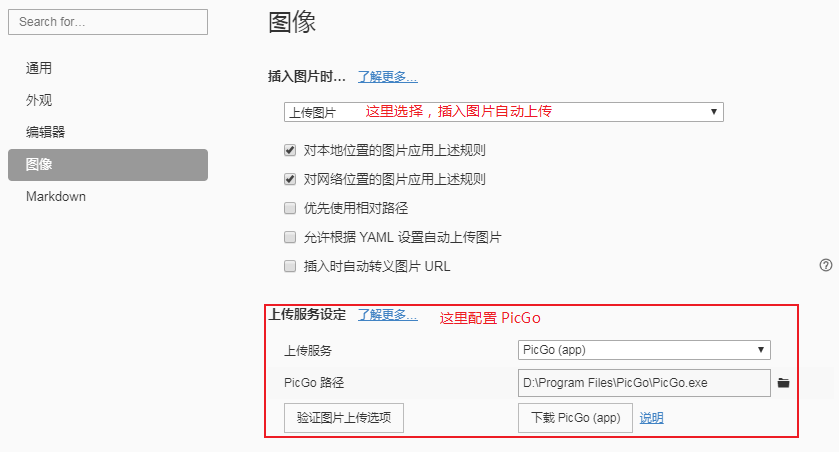 Search for…
通用
外观
编辑器
图像
Markdown
图像
插入图片时... 了解更多...
上传图片 这里选择，插入图片自动上传
对本地位置的图片应用上述规则
对网络位置的图片应用上述规则
优先使用相对路径
允许根据 YAML 设置自动上传图片
插入时自动转义图片 URL
上传服务设定 了解更多... 这里配置 PicGo
上传服务 PicGo (app)
PicGo 路径 D:\Program Files\PicGo\PicGo.exe
验证图片上传选项 下载 PicGo (app) 说明